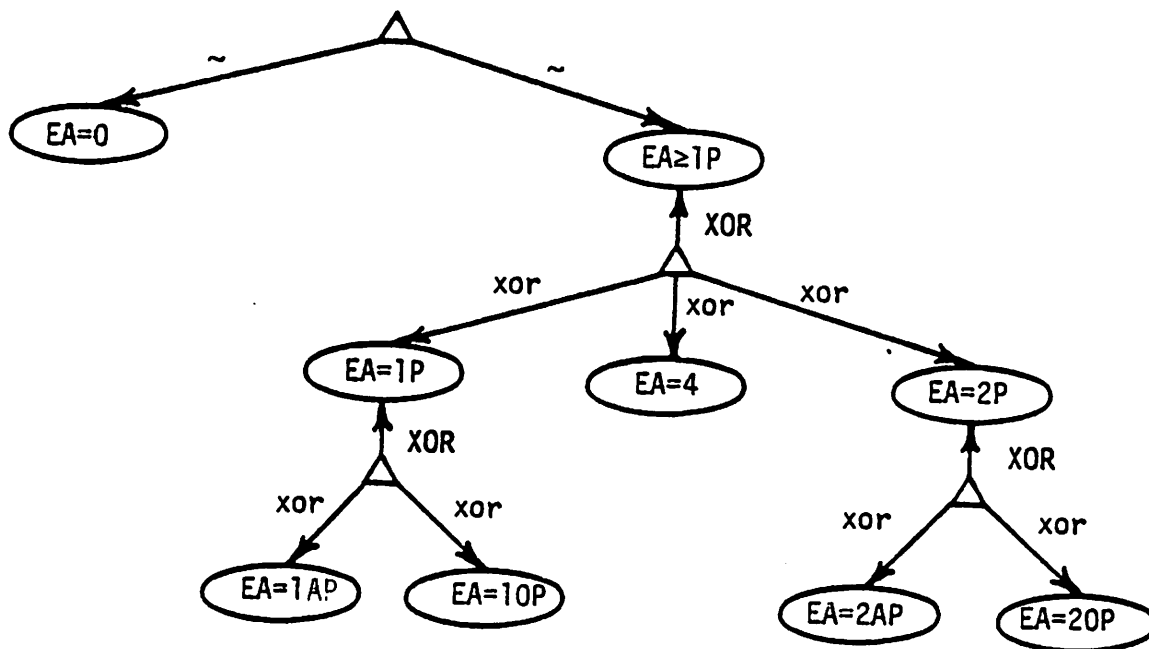 ~
~
EA=0
EA≥1P
XOR
xor
xor
xor
EA=1P
EA=4
EA=2P
XOR
XOR
xor
xor
xor
xor
EA=1AP
EA=1OP
EA=2AP
EA=2OP